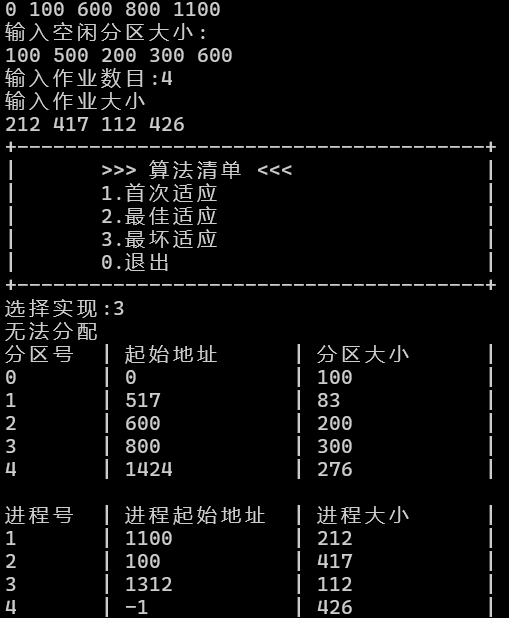 0 100 600 800 1100
输入空闲分区大小:
100 500 200 300 600
输入作业数目:4
输入作业大小
212 417 112 426
+----------------------------------------+
|       >>> 算法清单 <<<                 |
|       1.首次适应                       |
|       2.最佳适应                       |
|       3.最坏适应                       |
|       0.退出                           |
+----------------------------------------+
选择实现:3
无法分配
分区号  | 起始地址      | 分区大小      |
0       | 0             | 100           |
1       | 517           | 83            |
2       | 600           | 200           |
3       | 800           | 300           |
4       | 1424          | 276           |
进程号  | 进程起始地址  | 进程大小      |
1       | 1100          | 212           |
2       | 100           | 417           |
3       | 1312          | 112           |
4       | -1            | 426           |